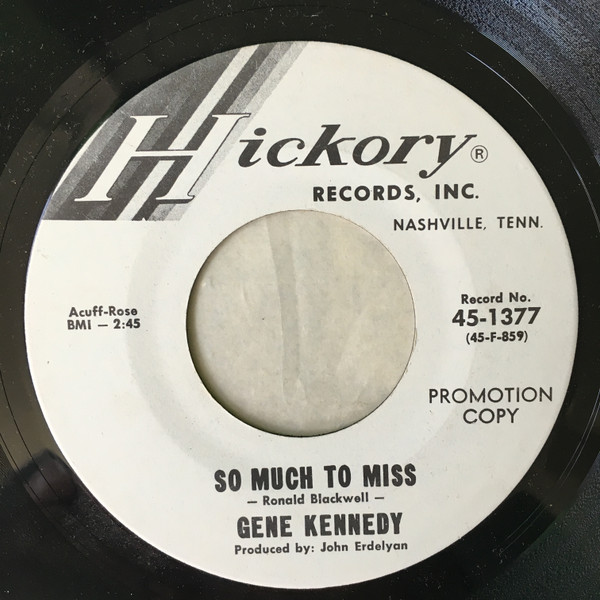 Hickory®
RECORDS, INC.
NASHVILLE, TENN.
Acuff-Rose
BMI — 2:45
Record No.
45-1377
(45-F-859)
PROMOTION
COPY
SO MUCH TO MISS
— Ronald Blackwell —
GENE KENNEDY
Produced by: John Erdelyan